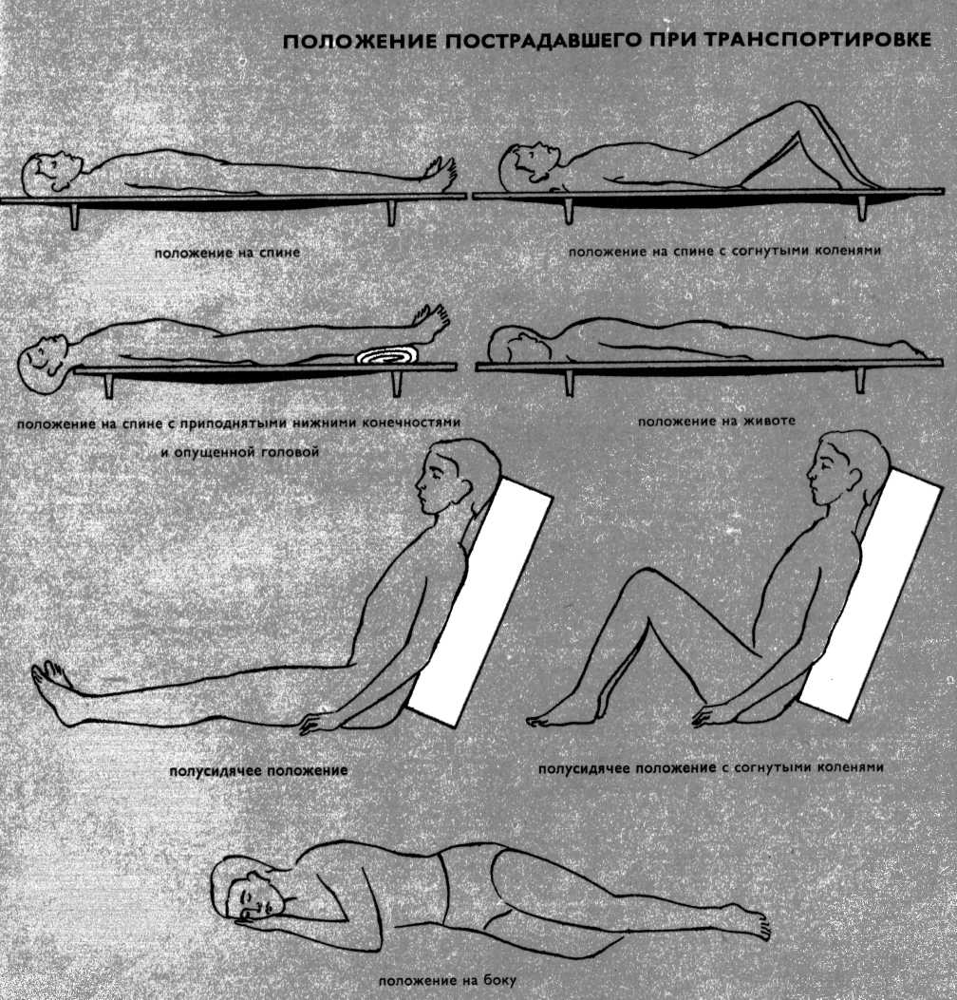 ПОЛОЖЕНИЕ ПОСТРАДАВШЕГО ПРИ ТРАНСПОРТИРОВКЕ
положение на спине
положение на спине с согнутыми коленями
положение на спине с приподнятыми нижними конечностями
и опущенной головой
положение на животе
полусидячее положение
полусидячее положение с согнутыми коленями
положение на боку